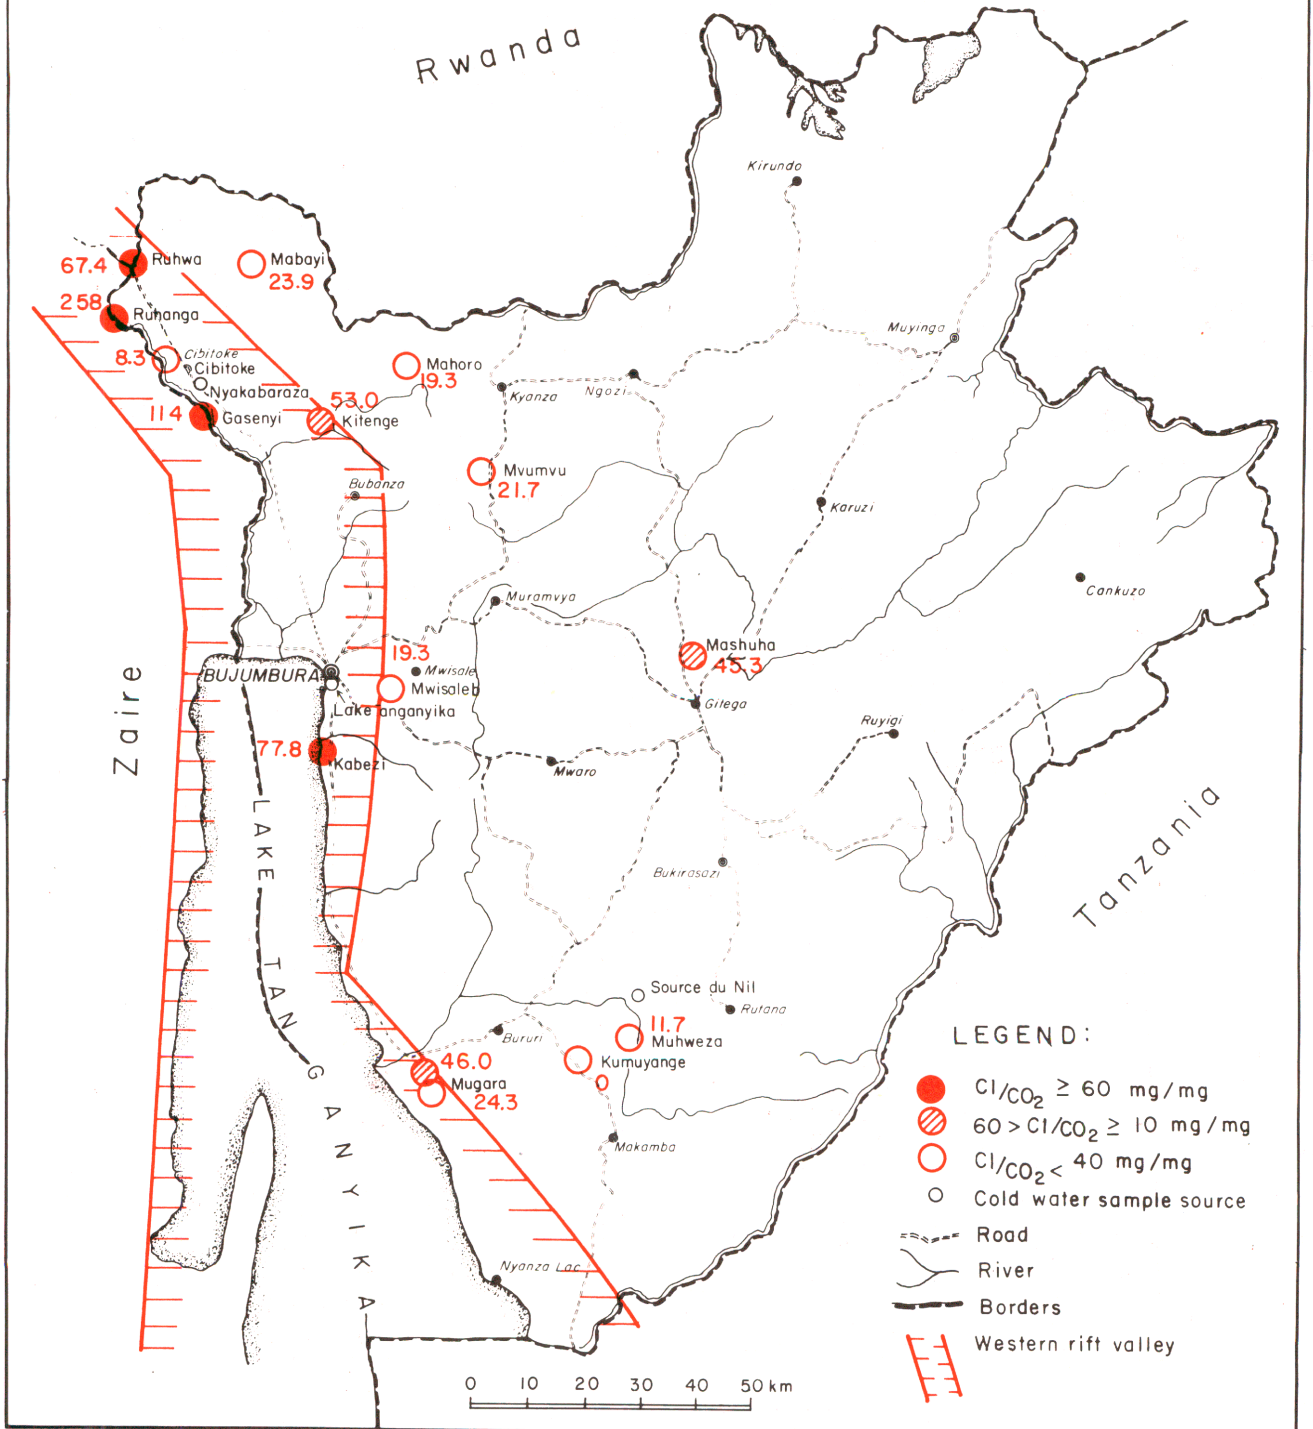 Rwanda
Kirundo
67.4
Ruhwa
Mabayi
23.9
258
Ruhanga
Muyinga
8.3
Cibitoke
Cibitoke
Nyakabaraza
Mahoro
19.3
Kyanza
Ngozi
114
Gasenyi
53.0
Kitenge
Mvumvu
21.7
Bubanza
Karuzi
Cankuzo
Muramvya
Mashuha
45.3
19.3
Mwisale
Mwisaleb
BUJUMBURA
Lake anganyika
Gitega
Ruyigi
Zaire
77.8
Kabezi
Mwaro
Tanzania
LAKE TANGANYIKA
Bukirasazi
Source du Nil
Rutana
11.7
Muhweza
Bururi
Kumuyange
0
46.0
Mugara
24.3
Makamba
Nyanza Lac
LEGEND:
Cl/CO2 ≥ 60 mg/mg
60 > Cl/CO2 ≥ 10 mg/mg
Cl/CO2 < 40 mg/mg
Cold water sample source
Road
River
Borders
Western rift valley
0 10 20 30 40 50 km